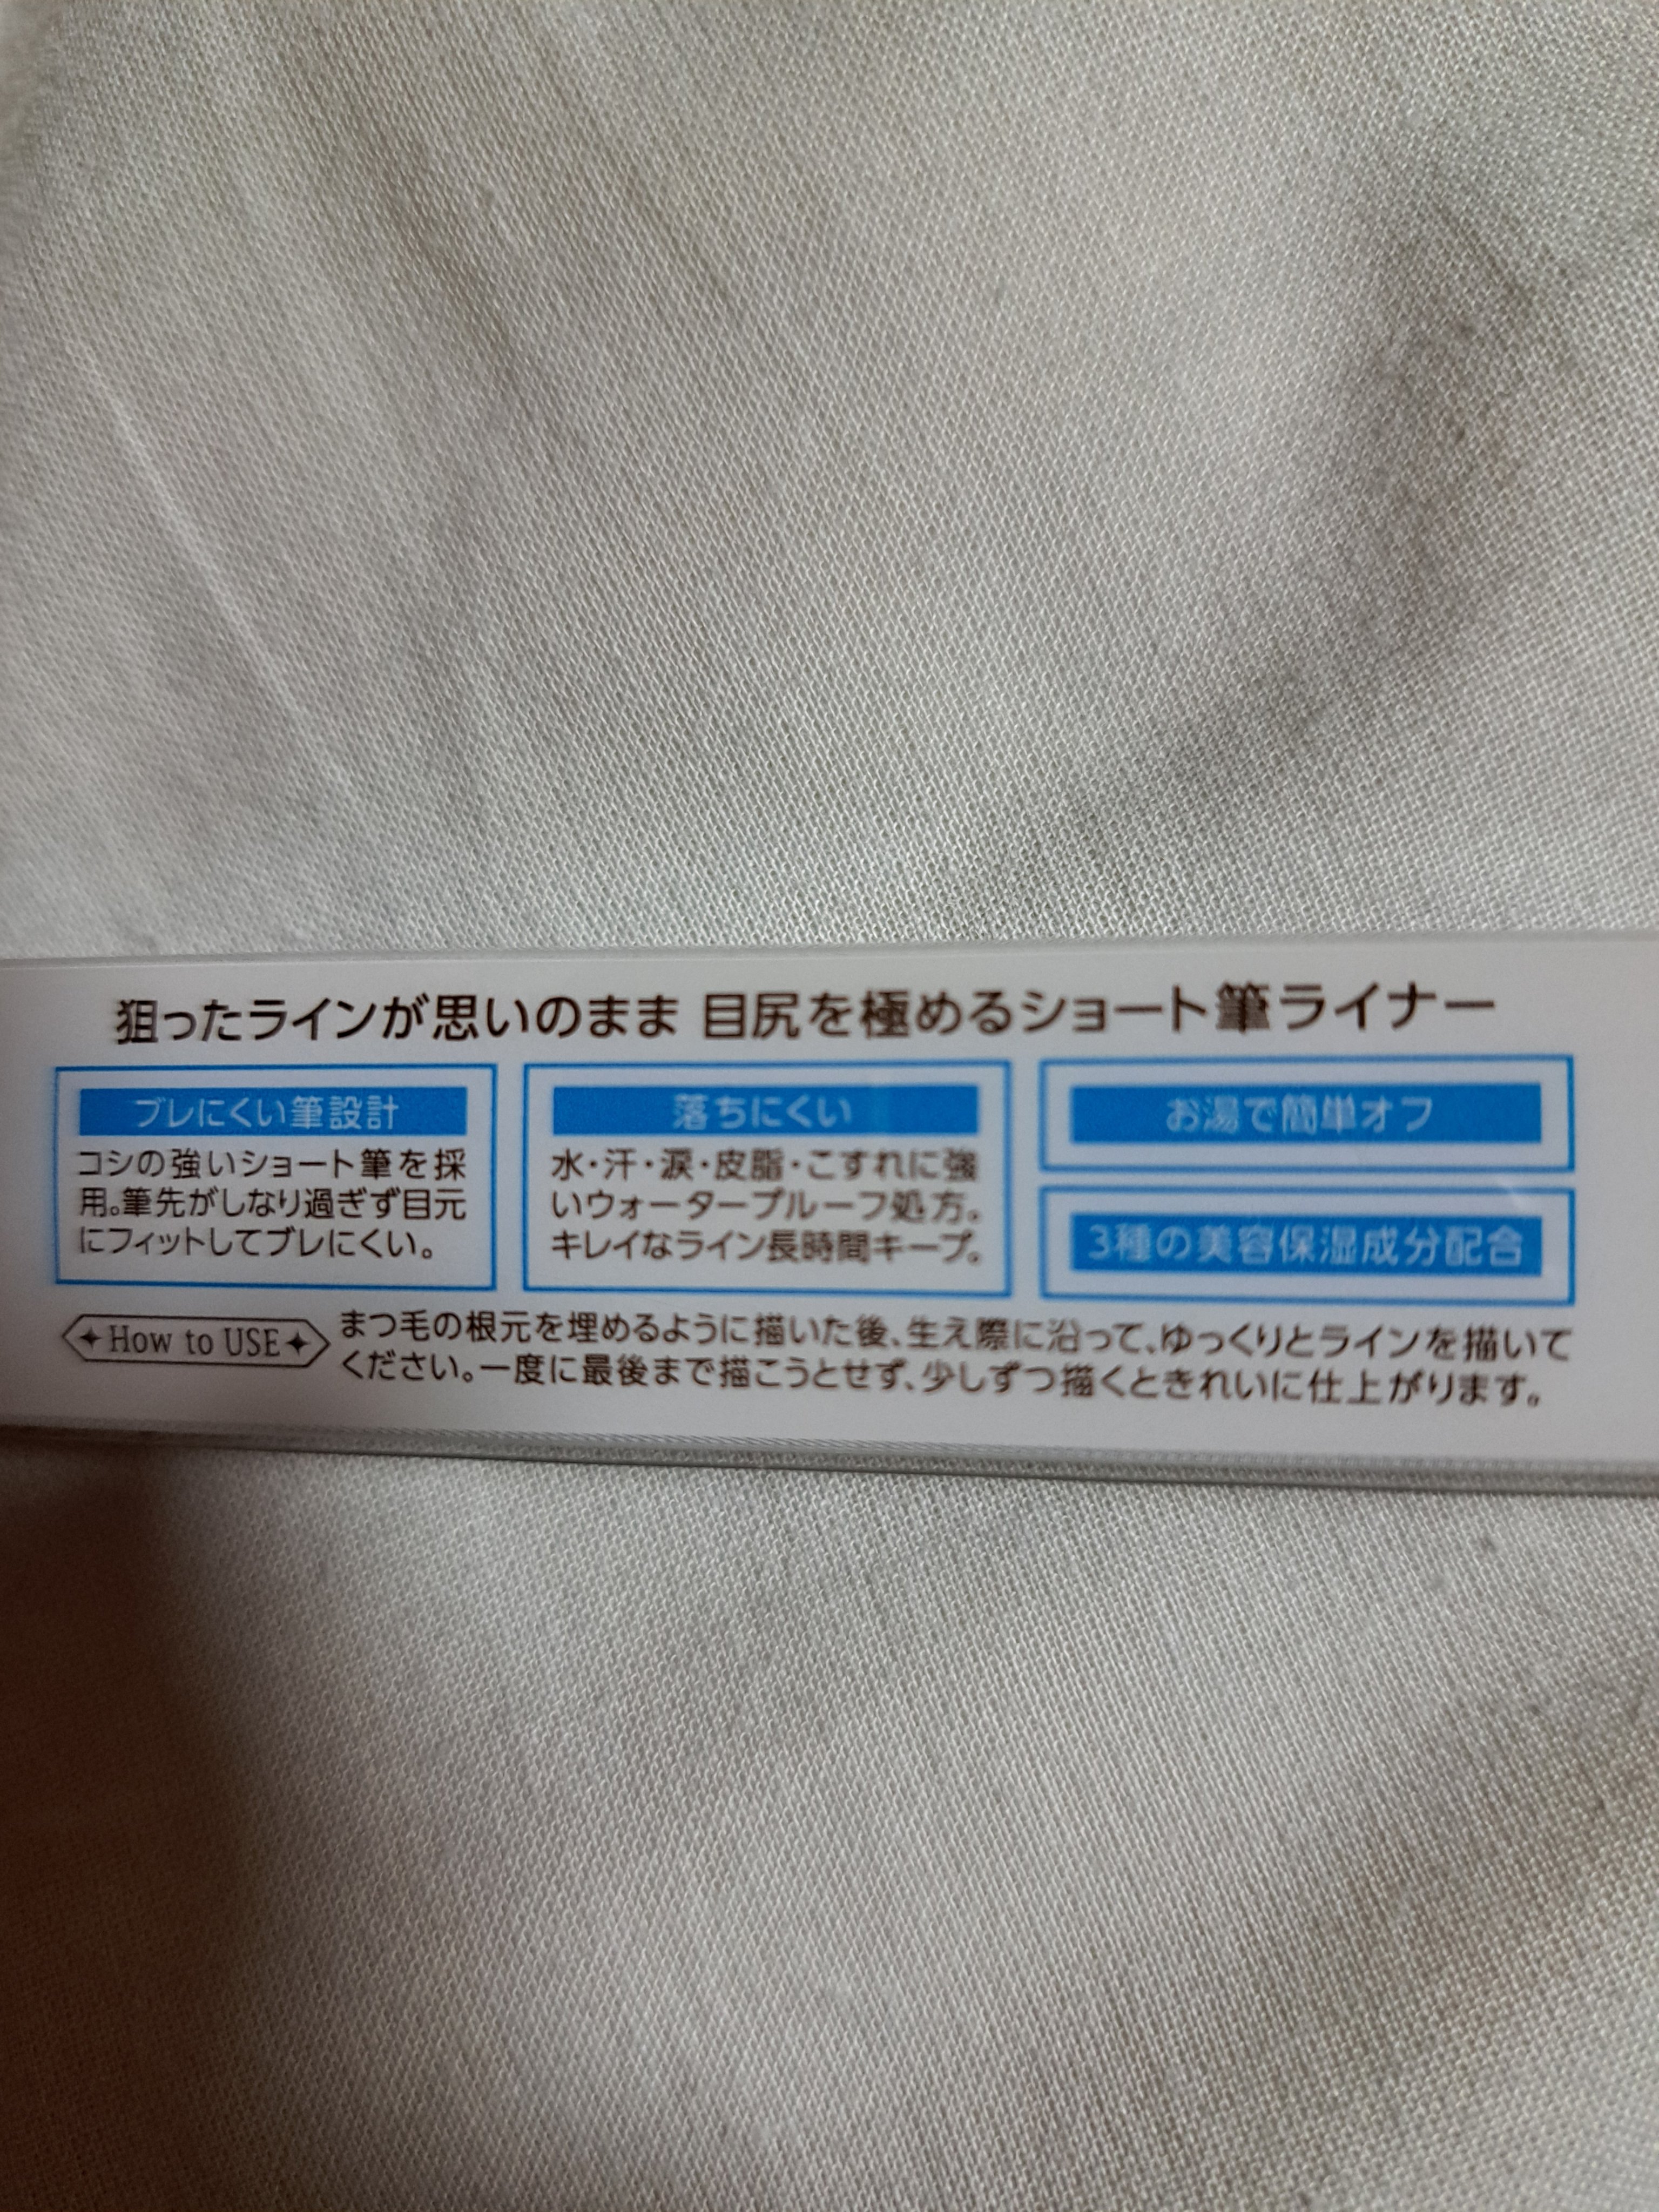 狙ったラインが思いのまま 目尻を極めるショート筆ライナー
ブレにくい筆設計
コシの強いショート筆を採
用。筆先がしなり過ぎず目元
にフィットしてブレにくい。
落ちにくい
水・汗・涙・皮脂・こすれに強
いウォータープルーフ処方。
キレイなライン長時間キープ。
お湯で簡単オフ
3種の美容保湿成分配合
How to USE
まつ毛の根元を埋めるように描いた後、生え際に沿って、ゆっくりとラインを描いて
ください。一度に最後まで描こうとせず、少しずつ描くときれいに仕上がります。